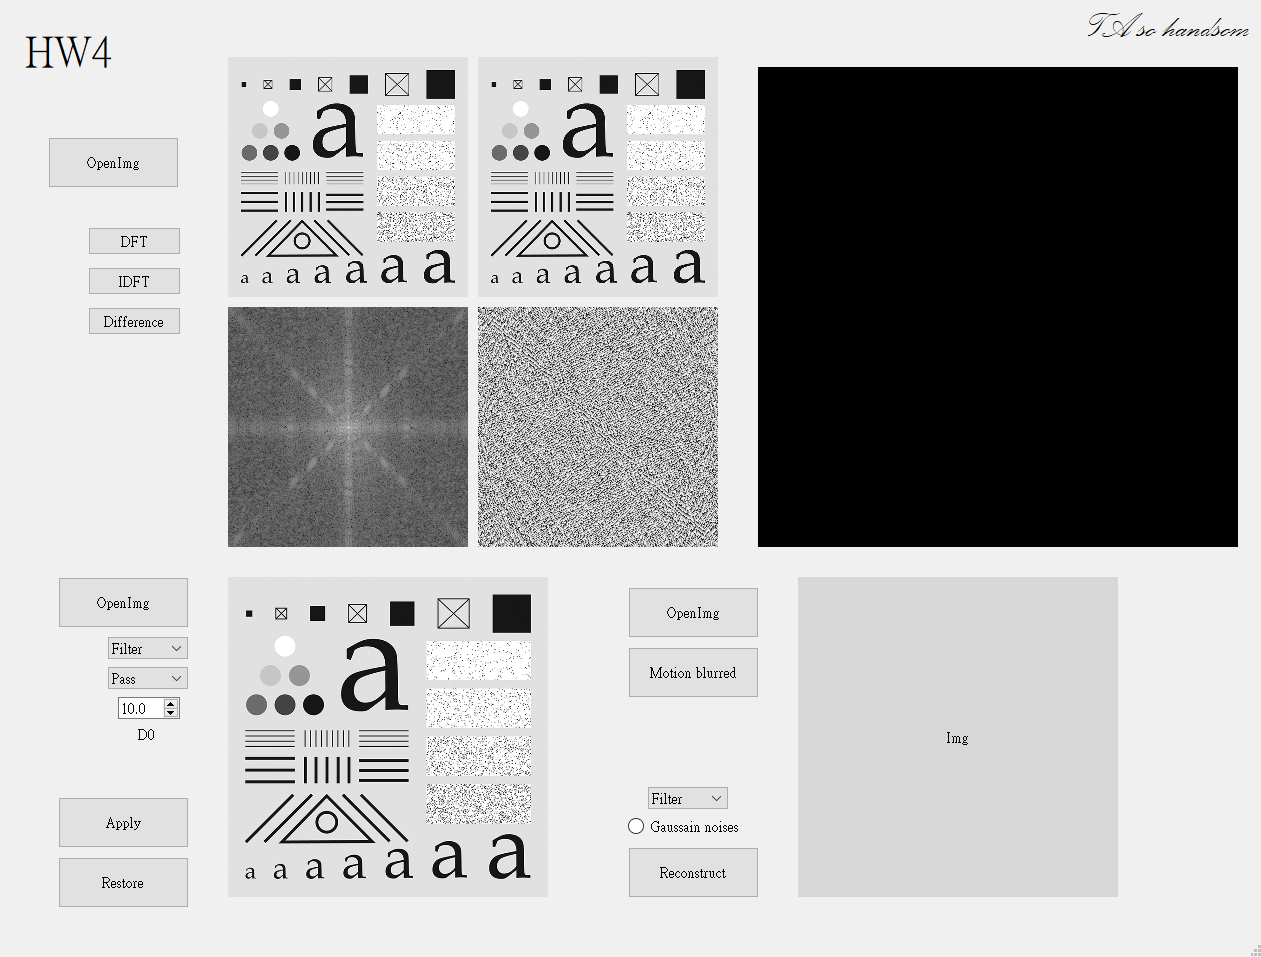 TA so handsom
HW4
OpenImg
DFT
IDFT
Difference
a
a a a a a a a
a
a a a a a a a
OpenImg
Filter
Pass
10.0
D0
Apply
Restore
a
a a a a a a a
OpenImg
Motion blurred
Filter
Gaussain noises
Reconstruct
Img